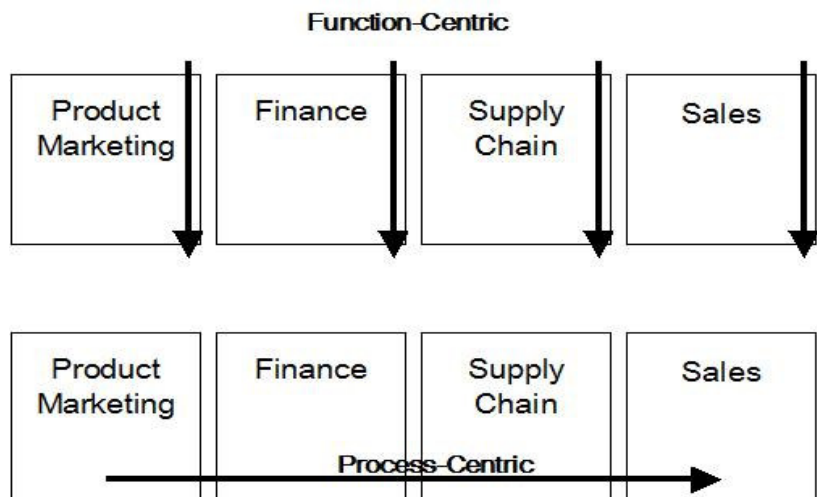 Function-Centric
Product
Marketing
Finance
Supply
Chain
Sales
Product
Marketing
Finance
Supply
Chain
Sales
Process-Centric